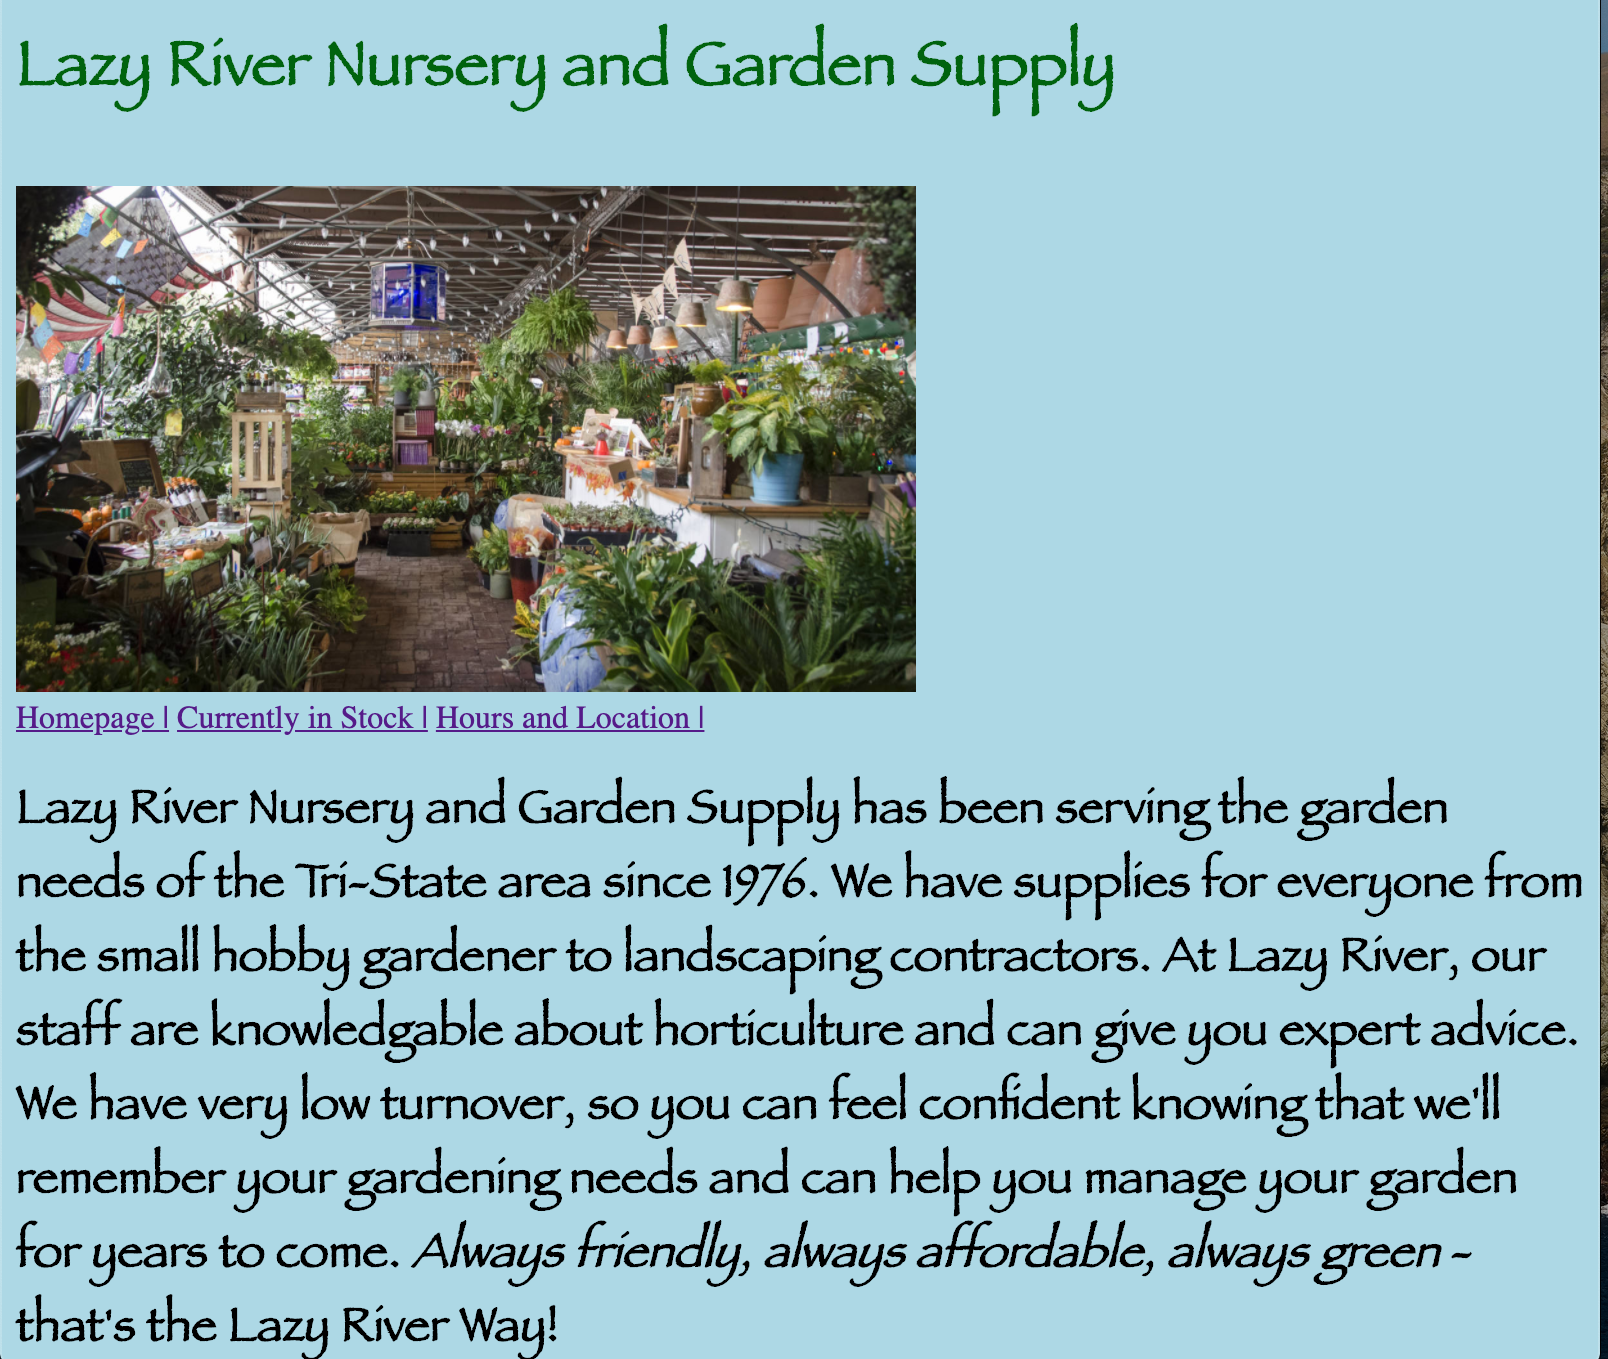 Lazy River Nursery and Garden Supply
Homepage | Currently in Stock | Hours and Location |
Lazy River Nursery and Garden Supply has been serving the garden
needs of the Tri-State area since 1976. We have supplies for everyone from
the small hobby gardener to landscaping contractors. At Lazy River, our
staff are knowledgable about horticulture and can give you expert advice.
We have very low turnover, so you can feel confident knowing that we'll
remember your gardening needs and can help you manage your garden
for years to come. Always friendly, always affordable, always green -
that's the Lazy River Way!